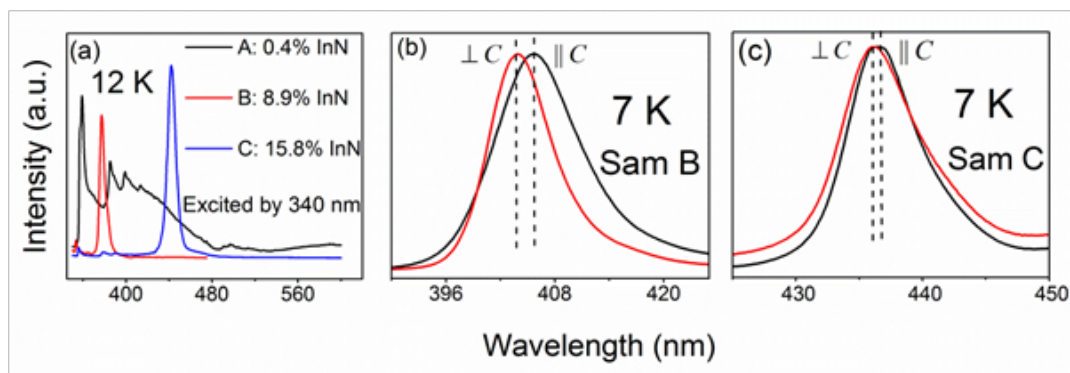 Intensity (a.u.)
(a)
12 K
A: 0.4% InN
B: 8.9% InN
C: 15.8% InN
Excited by 340 nm
400 480 560
(b)
⊥ C ∥ C
7 K
Sam B
396 408 420
(c)
⊥ C ∥ C
7 K
Sam C
430 440 450
Wavelength (nm)